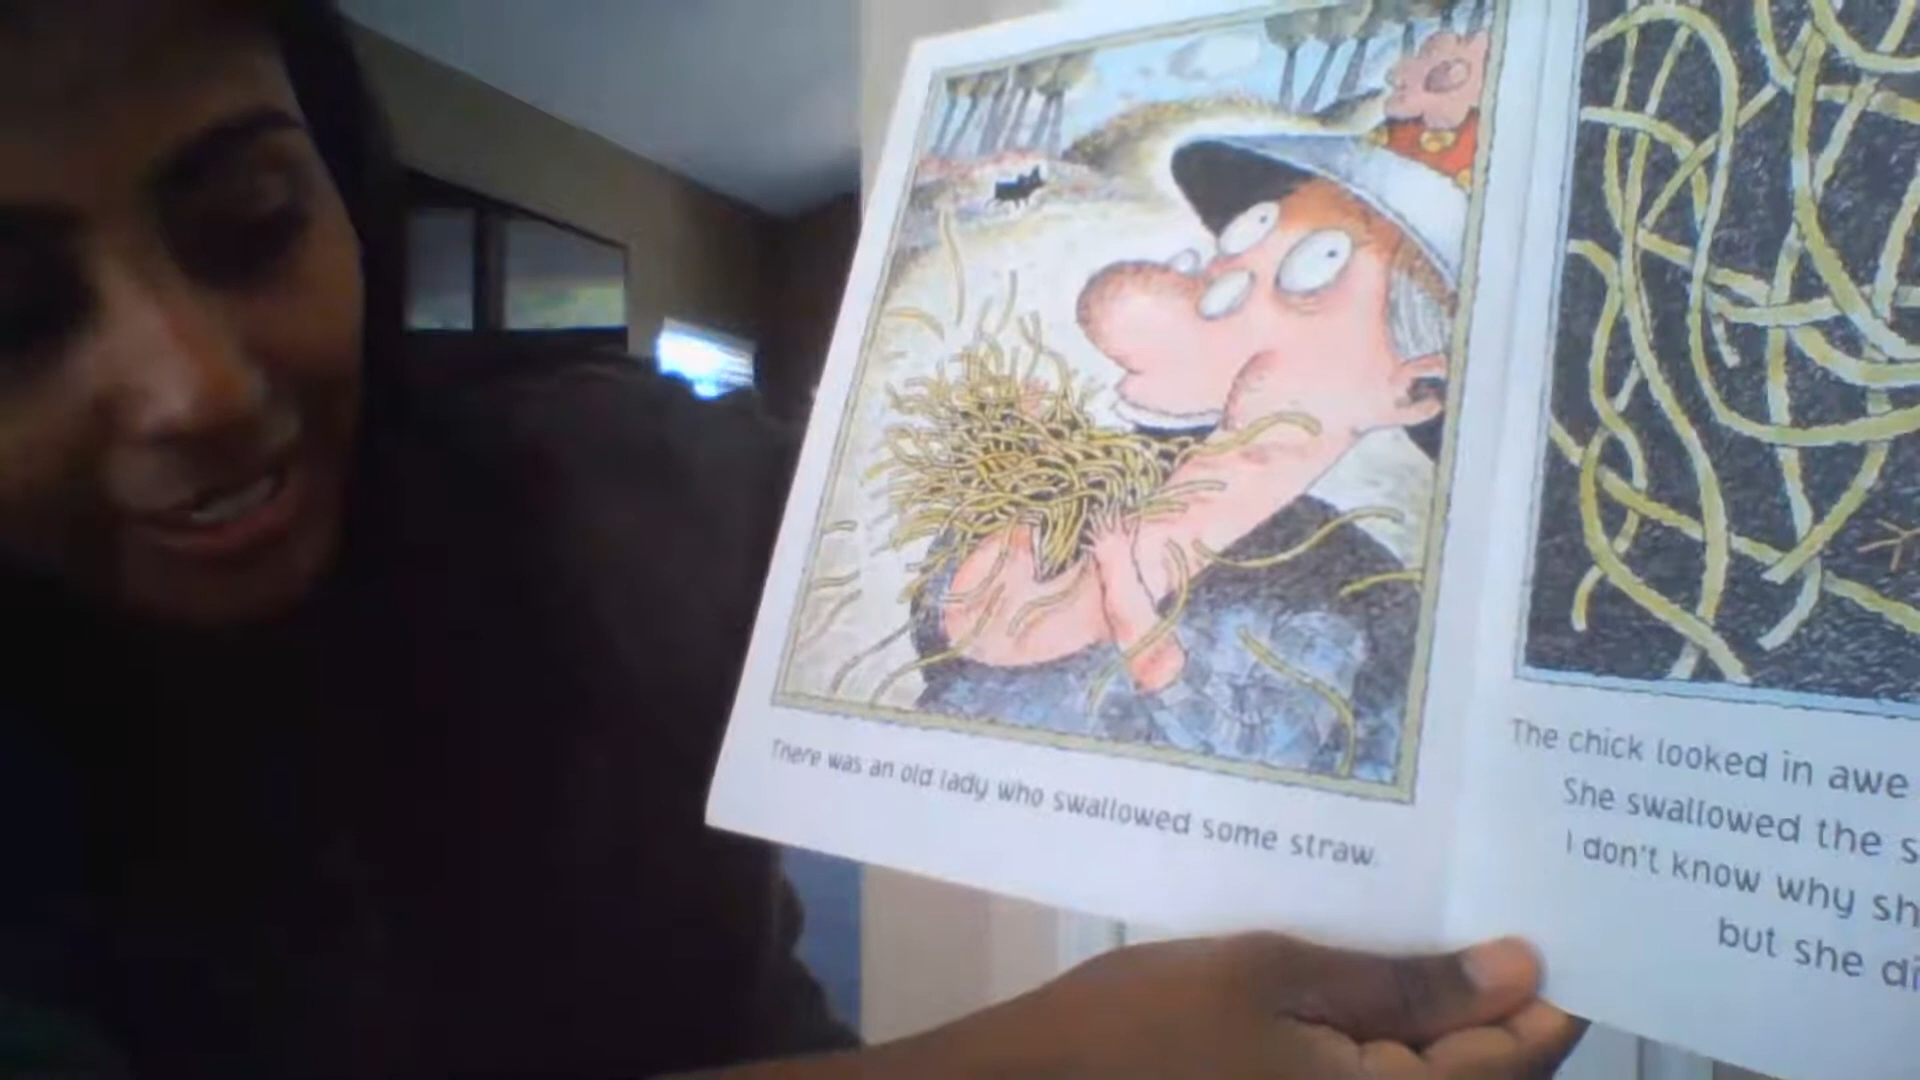 There was an old lady who swallowed some straw.
The chick looked in awe
She swallowed the
I don't know why
but she